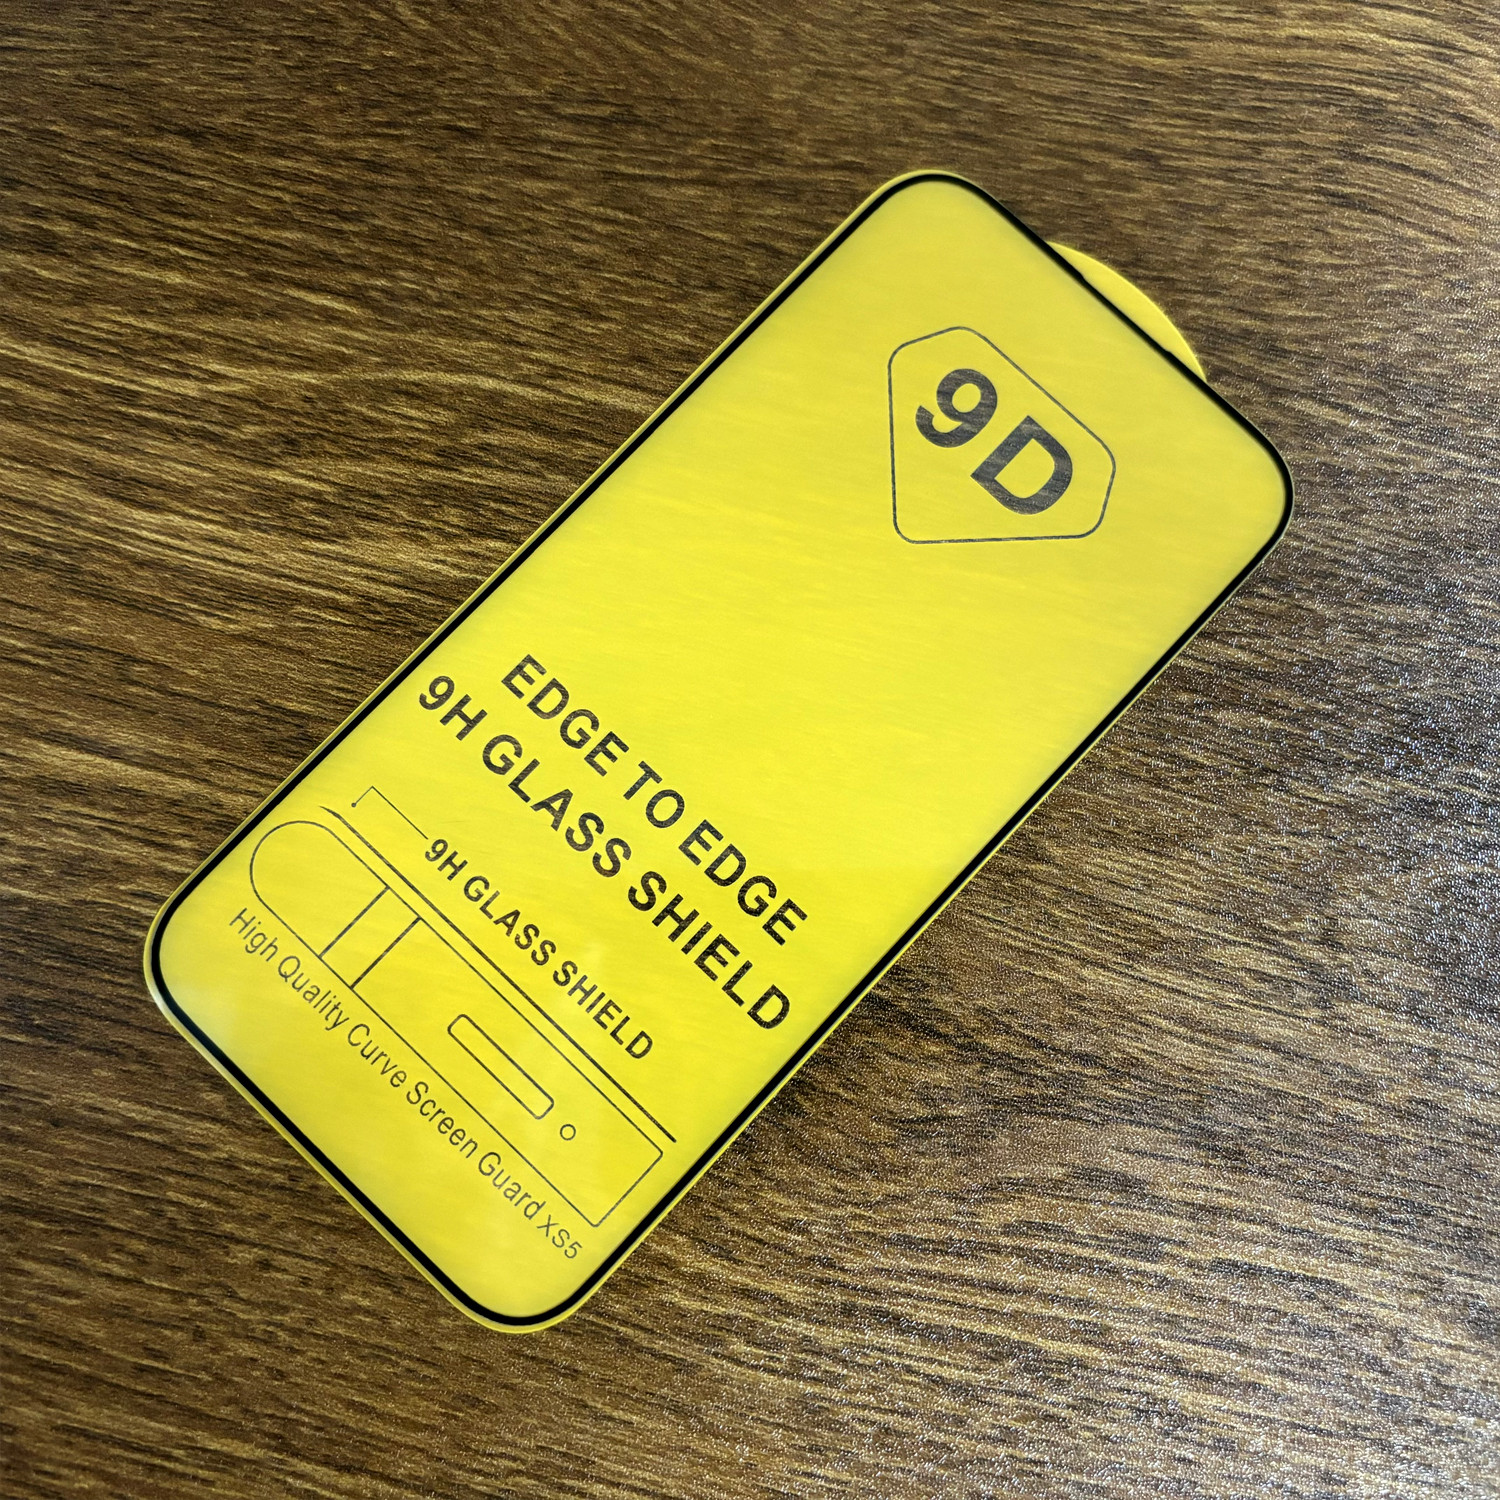 9D
EDGE TO EDGE
9H GLASS SHIELD
9H GLASS SHIELD
High Quality Curve Screen Guard XS5